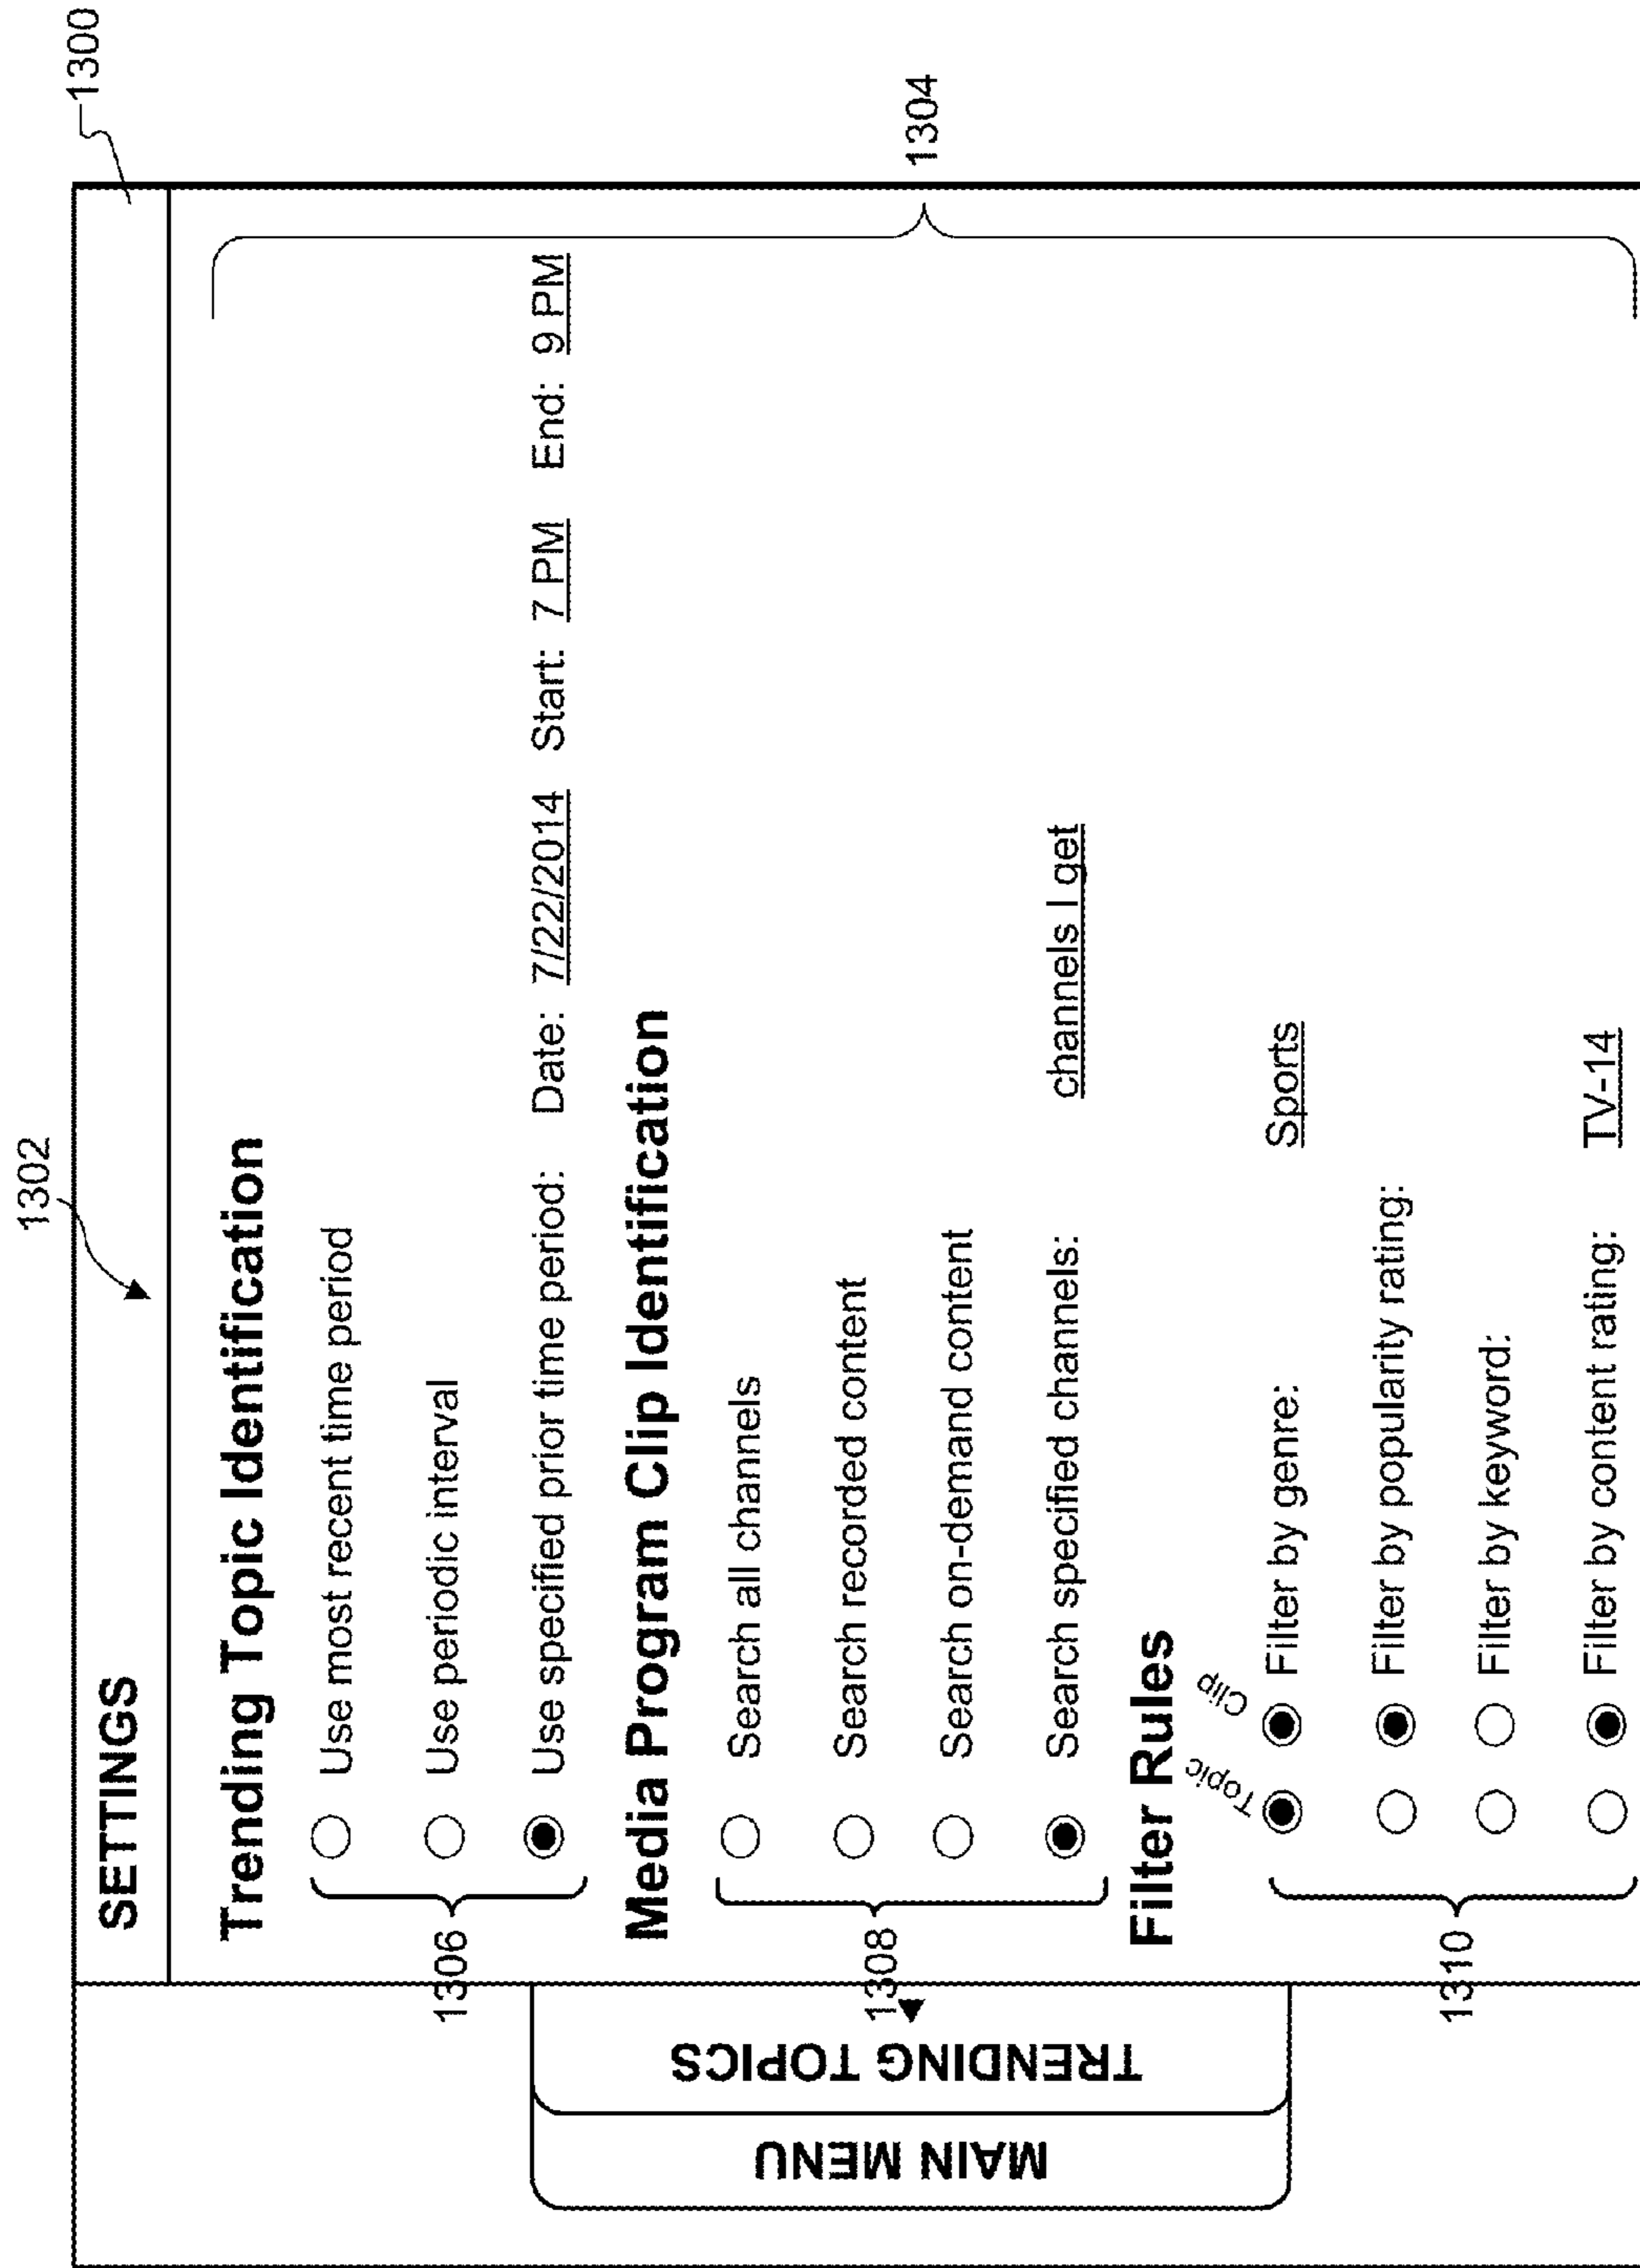 1300
1302
SETTINGS
MAIN MENU
TRENDING TOPICS
Trending Topic Identification
1304
1306
Use most recent time period
Use periodic interval
Use specified prior time period: Date: 7/22/2014 Start: 7 PM End: 9 PM
Media Program Clip Identification
1308
Search all channels
Search recorded content
Search on-demand content
Search specified channels: channels I get
Filter Rules
Topic Clip
1310
Filter by genre: Sports
Filter by popularity rating:
Filter by keyword:
Filter by content rating: TV-14